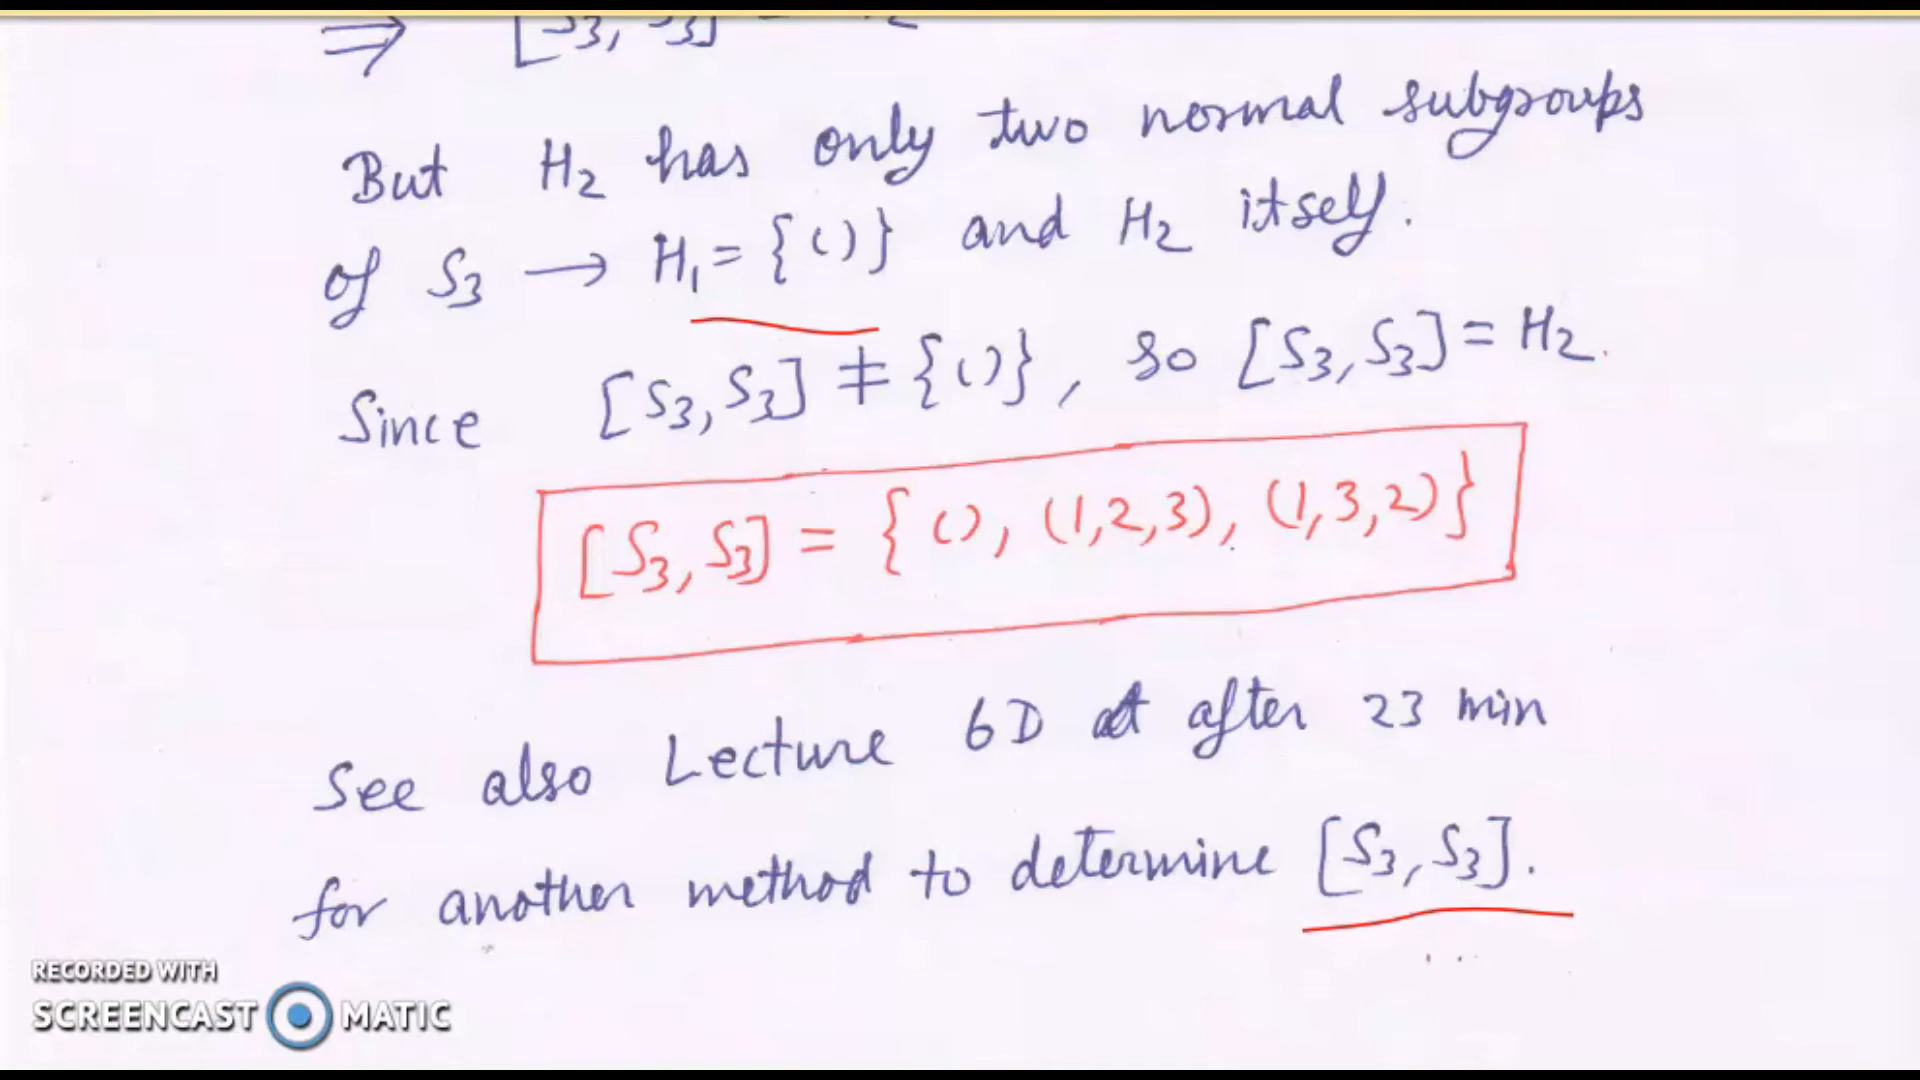 ⇒ [S₃, S₃]
But H₂ has only two normal subgroups
of S₃ → H₁ = {()} and H₂ itself.
Since [S₃, S₃] ≠ {()}, so [S₃, S₃] = H₂.
[S₃, S₃] = { (), (1,2,3), (1,3,2)}
See also Lecture 6D at after 23 min
for another method to determine [S₃, S₃].
RECORDED WITH
SCREENCAST MATIC